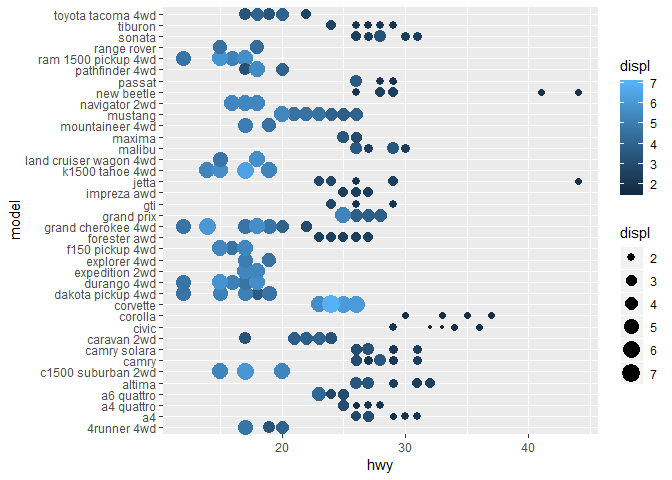 toyota tacoma 4wd
tiburon
sonata
range rover
ram 1500 pickup 4wd
pathfinder 4wd
passat
new beetle
navigator 2wd
mustang
mountaineer 4wd
maxima
malibu
land cruiser wagon 4wd
k1500 tahoe 4wd
jetta
impreza awd
gti
grand prix
grand cherokee 4wd
forester awd
f150 pickup 4wd
explorer 4wd
expedition 2wd
durango 4wd
dakota pickup 4wd
corvette
corolla
civic
caravan 2wd
camry solara
camry
c1500 suburban 2wd
altima
a6 quattro
a4 quattro
a4
4runner 4wd
model
20 30 40
hwy
displ
7
6
5
4
3
2
displ
2
3
4
5
6
7